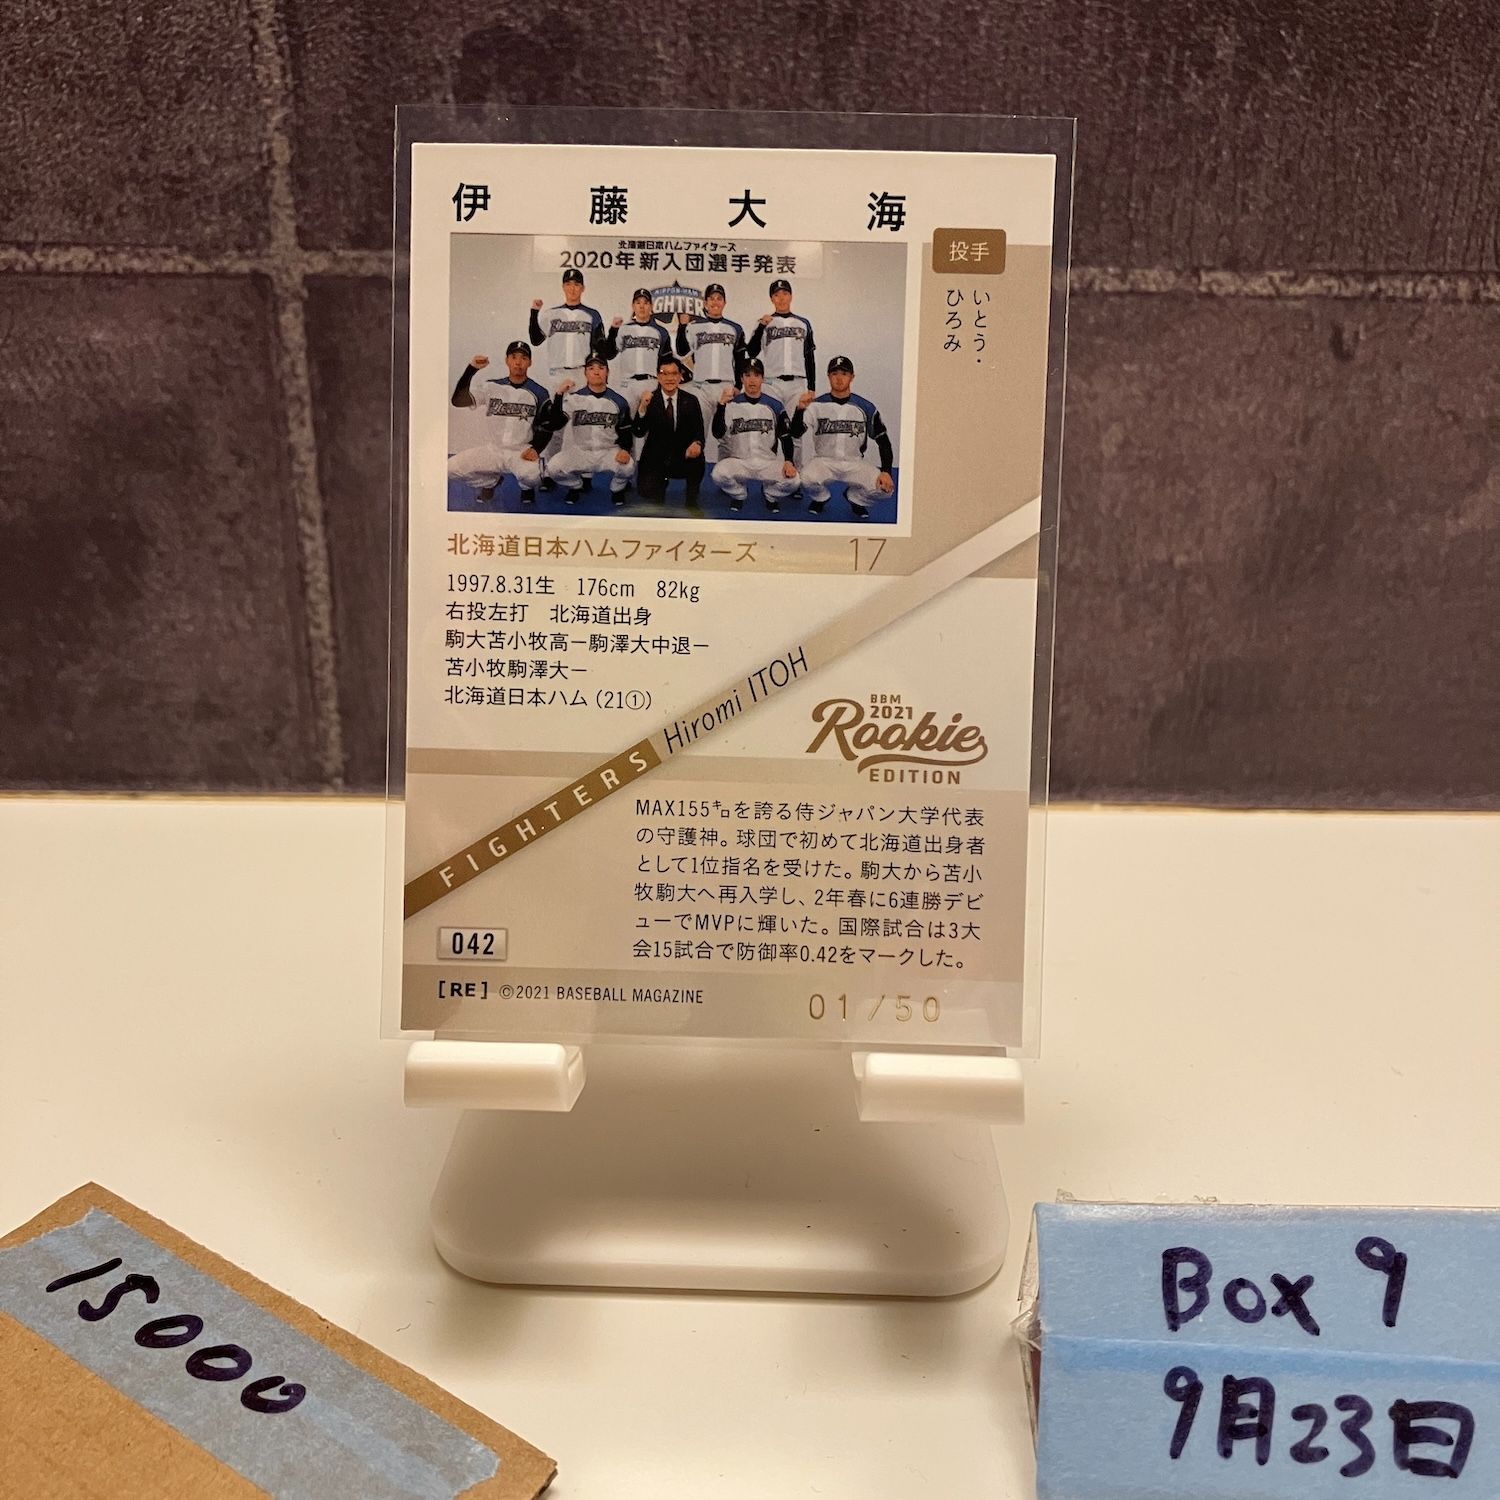 伊藤大海
投手
いとう・
ひろみ
北海道日本ハムファイターズ
2020年新入団選手発表
北海道日本ハムファイターズ 17
1997.8.31生 176cm 82kg
右投左打 北海道出身
駒大苫小牧高ー駒澤大中退ー
苫小牧駒澤大ー
北海道日本ハム（21①）
FIGHTERS Hiromi ITOH
BBM
2021
Rookie
EDITION
MAX155㌔を誇る侍ジャパン大学代表
の守護神。球団で初めて北海道出身者
として1位指名を受けた。駒大から苫小
牧駒大へ再入学し、2年春に6連勝デビ
ューでMVPに輝いた。国際試合は3大
会15試合で防御率0.42をマークした。
042
[RE] ©2021 BASEBALL MAGAZINE
01/50
15000
Box 9
9月23日